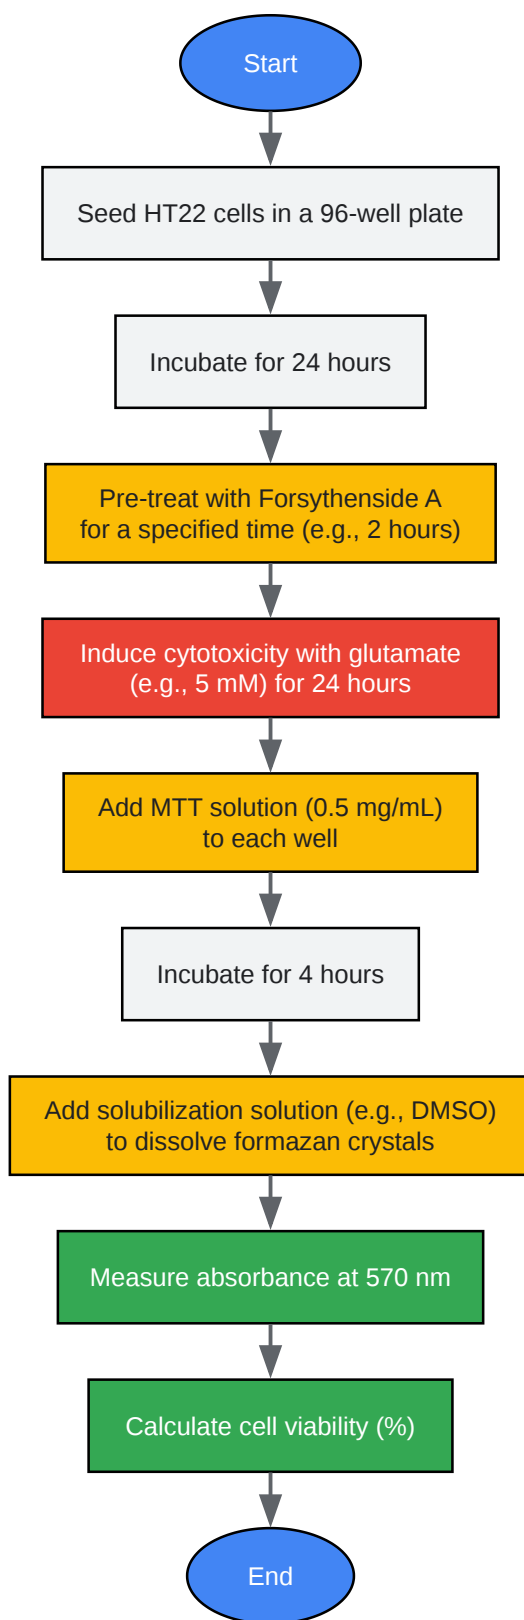 Start
Seed HT22 cells in a 96-well plate
Incubate for 24 hours
Pre-treat with Forsythenside A
for a specified time (e.g., 2 hours)
Induce cytotoxicity with glutamate
(e.g., 5 mM) for 24 hours
Add MTT solution (0.5 mg/mL)
to each well
Incubate for 4 hours
Add solubilization solution (e.g., DMSO)
to dissolve formazan crystals
Measure absorbance at 570 nm
Calculate cell viability (%)
End